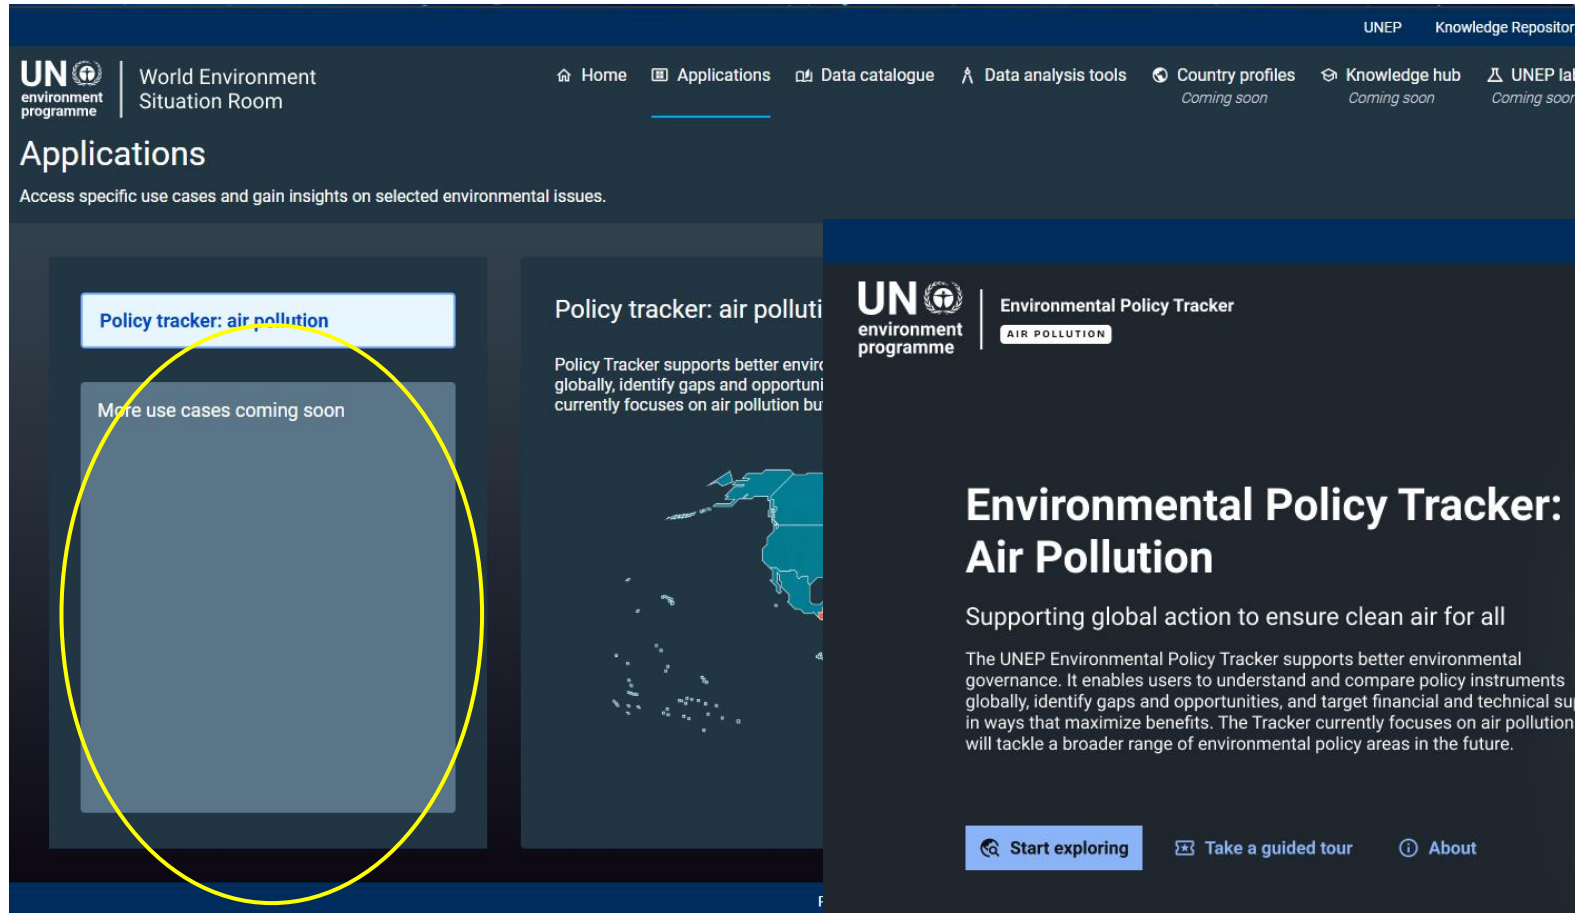 UNEP Knowledge Repository
UN
environment
programme
World Environment
Situation Room
Home
Applications
Data catalogue
Data analysis tools
Country profiles
Coming soon
Knowledge hub
Coming soon
UNEP la
Coming soon
Applications
Access specific use cases and gain insights on selected environmental issues.
Policy tracker: air pollution
More use cases coming soon
Policy tracker: air polluti
Policy Tracker supports better enviro
globally, identify gaps and opportuni
currently focuses on air pollution bu
UN
environment
programme
Environmental Policy Tracker
AIR POLLUTION
Environmental Policy Tracker:
Air Pollution
Supporting global action to ensure clean air for all
The UNEP Environmental Policy Tracker supports better environmental
governance. It enables users to understand and compare policy instruments
globally, identify gaps and opportunities, and target financial and technical su
in ways that maximize benefits. The Tracker currently focuses on air pollution
will tackle a broader range of environmental policy areas in the future.
Start exploring
Take a guided tour
About